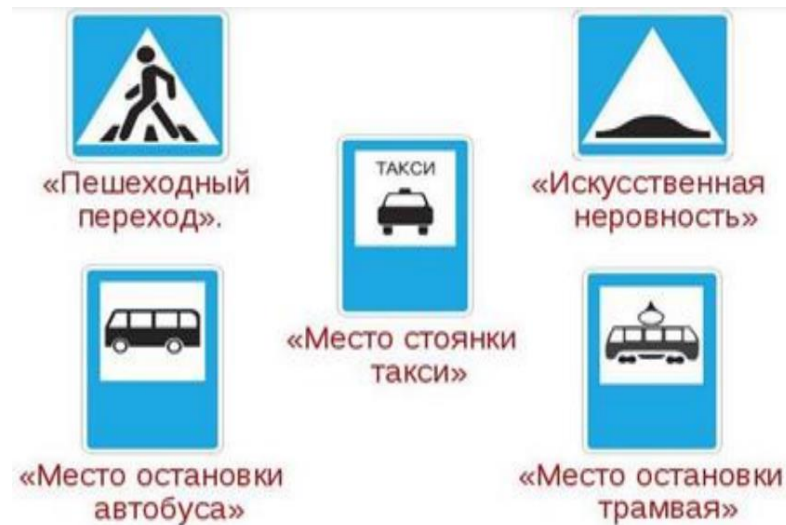 «Пешеходный
переход».
«Искусственная
неровность»
ТАКСИ
«Место стоянки
такси»
«Место остановки
автобуса»
«Место остановки
трамвая»